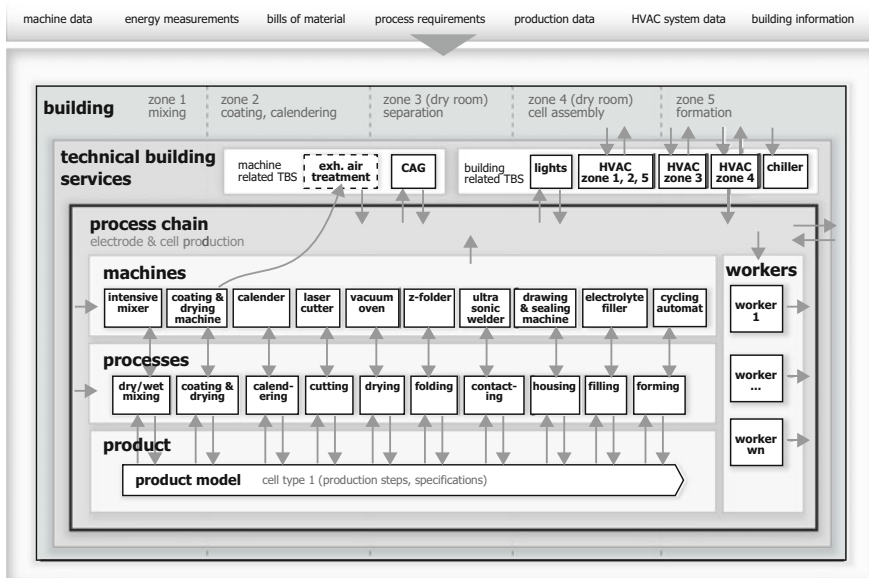 machine data energy measurements bills of material process requirements production data HVAC system data building information
building
zone 1
mixing
zone 2
coating, calendering
zone 3 (dry room)
separation
zone 4 (dry room)
cell assembly
zone 5
formation
technical building
services
machine
related TBS
exh. air
treatment
CAG
building
related TBS
lights
HVAC
zone 1, 2, 5
HVAC
zone 3
HVAC
zone 4
chiller
process chain
electrode & cell production
machines
intensive
mixer
coating &
drying
machine
calender
laser
cutter
vacuum
oven
z-folder
ultra
sonic
welder
drawing
& sealing
machine
electrolyte
filler
cycling
automat
workers
worker
1
worker
...
worker
wn
processes
dry/wet
mixing
coating &
drying
calend-
ering
cutting
drying
folding
contact-
ing
housing
filling
forming
product
product model cell type 1 (production steps, specifications)